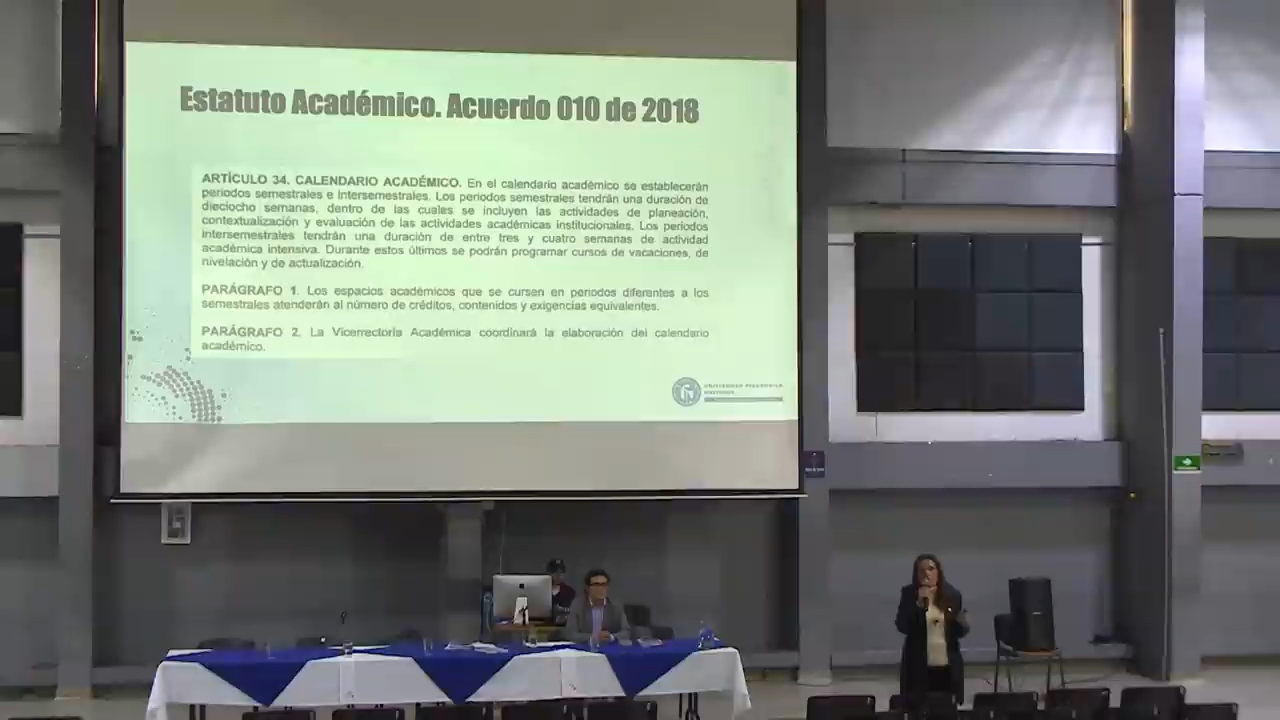 Estatuto Académico. Acuerdo 010 de 2018
ARTÍCULO 34. CALENDARIO ACADÉMICO. En el calendario académico se establecerán
periodos semestrales e intersemestrales. Los periodos semestrales tendrán una duración de
dieciocho semanas, dentro de las cuales se incluyen las actividades de planeación,
contextualización y evaluación de las actividades académicas institucionales. Los periodos
intersemestrales tendrán una duración de entre tres y cuatro semanas de actividad
académica intensiva. Durante estos últimos se podrán programar cursos de vacaciones, de
nivelación y de actualización.
PARÁGRAFO 1. Los espacios académicos que se cursen en periodos diferentes a los
semestrales atenderán al número de créditos, contenidos y exigencias equivalentes.
PARÁGRAFO 2. La Vicerrectoría Académica coordinará la elaboración del calendario
académico.
UNIVERSIDAD PEDAGÓGICA
NACIONAL